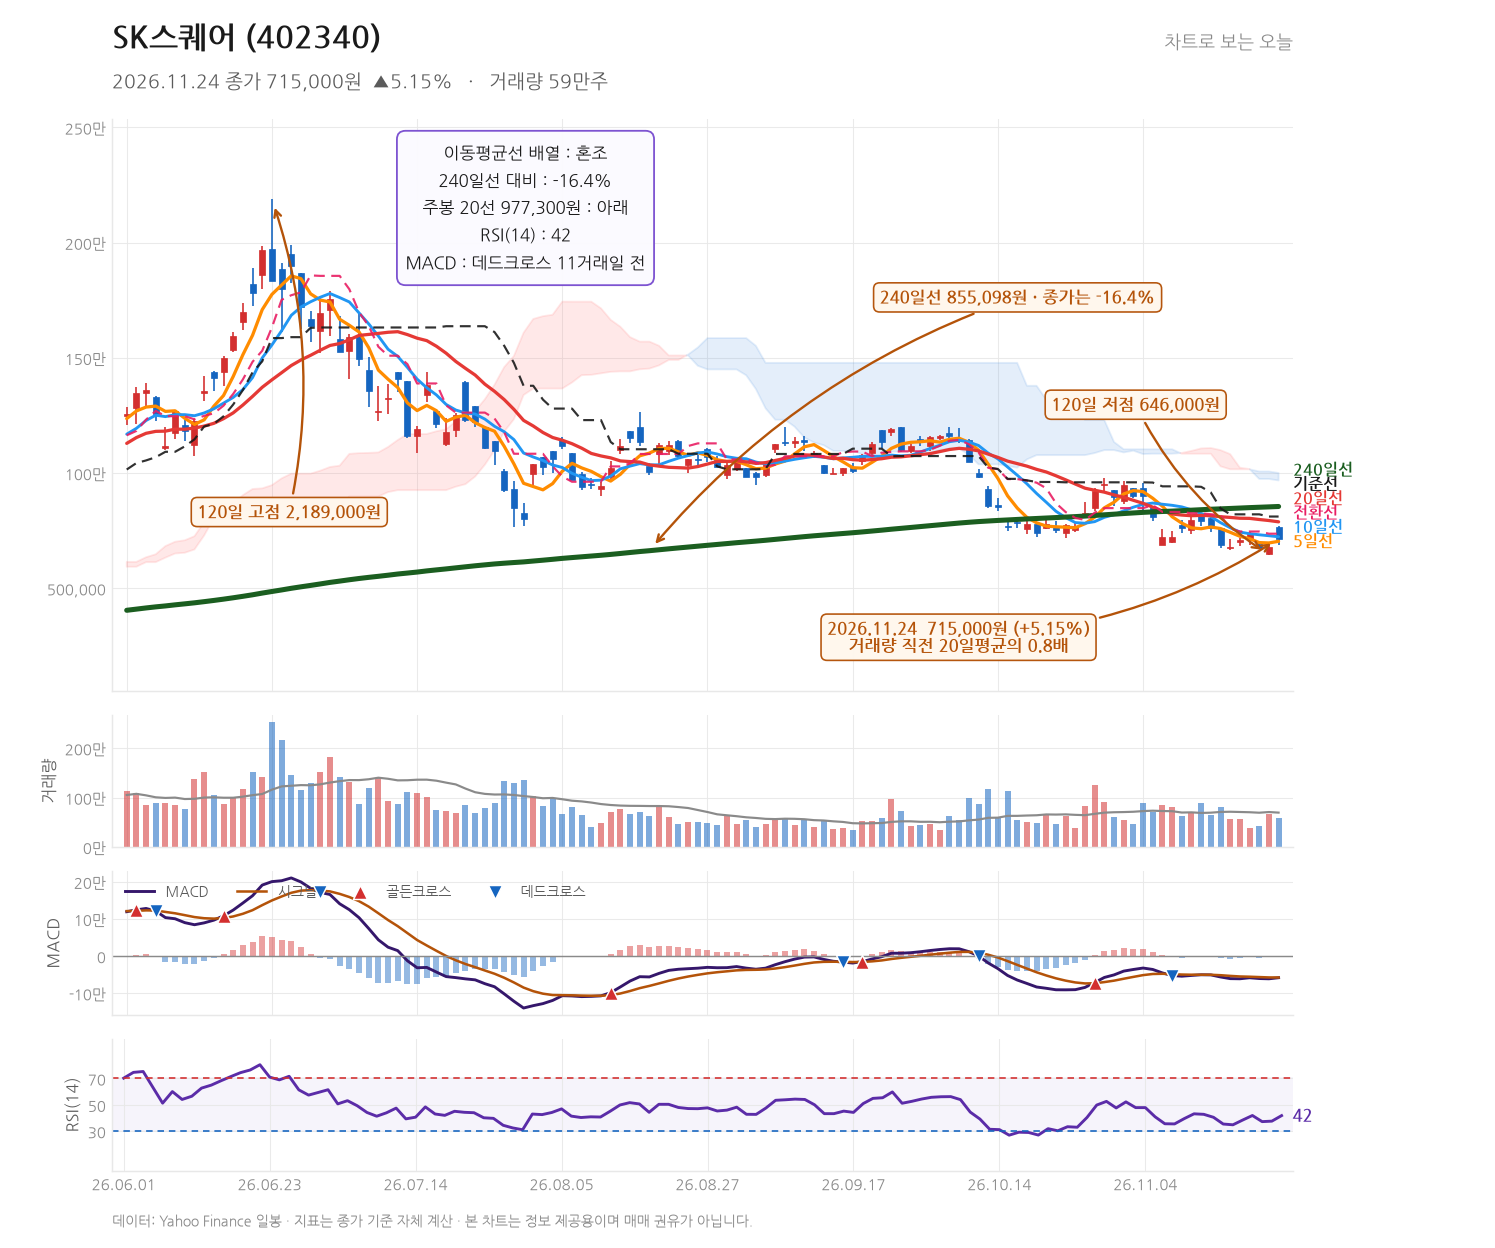 SK스퀘어 (402340)
차트로 보는 오늘
2026.11.24 종가 715,000원 ▲5.15% · 거래량 59만주
250만
200만
150만
100만
500,000
이동평균선 배열 : 혼조
240일선 대비 : -16.4%
주봉 20선 977,300원 : 아래
RSI(14) : 42
MACD : 데드크로스 11거래일 전
240일선 855,098원 · 종가는 -16.4%
120일 저점 646,000원
120일 고점 2,189,000원
2026.11.24 715,000원 (+5.15%)
거래량 직전 20일평균의 0.8배
240일선
기준선
20일선
전환선
10일선
5일선
거래량
200만
100만
0만
MACD
20만
10만
0
-10만
MACD
시그널
골든크로스
데드크로스
RSI(14)
70
50
30
42
26.06.01
26.06.23
26.07.14
26.08.05
26.08.27
26.09.17
26.10.14
26.11.04
데이터: Yahoo Finance 일봉 · 지표는 종가 기준 자체 계산 · 본 차트는 정보 제공용이며 매매 권유가 아닙니다.